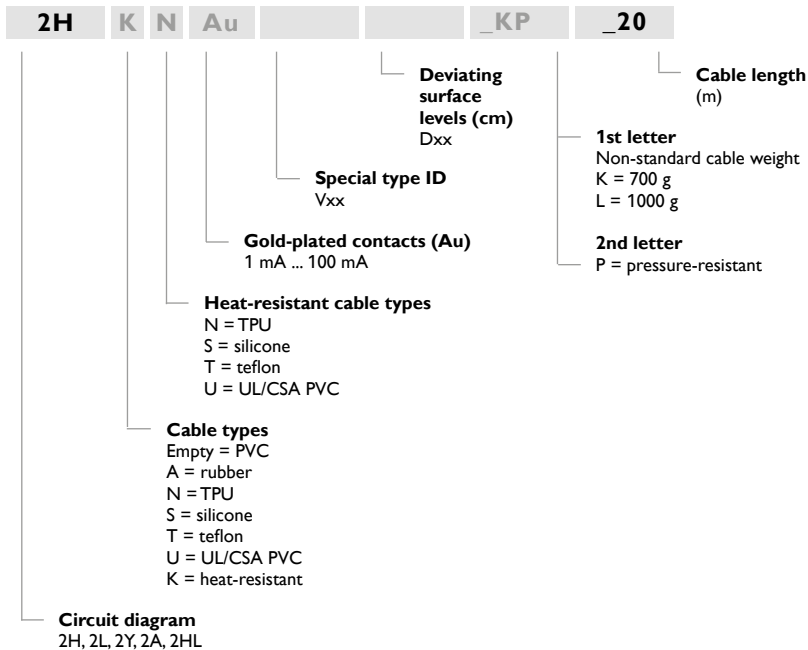 2H K N Au _KP _20
Deviating
surface
levels (cm)
Dxx
Cable length
(m)
1st letter
Non-standard cable weight
K = 700 g
L = 1000 g
2nd letter
P = pressure-resistant
Special type ID
Vxx
Gold-plated contacts (Au)
1 mA ... 100 mA
Heat-resistant cable types
N = TPU
S = silicone
T = teflon
U = UL/CSA PVC
Cable types
Empty = PVC
A = rubber
N = TPU
S = silicone
T = teflon
U = UL/CSA PVC
K = heat-resistant
Circuit diagram
2H, 2L, 2Y, 2A, 2HL